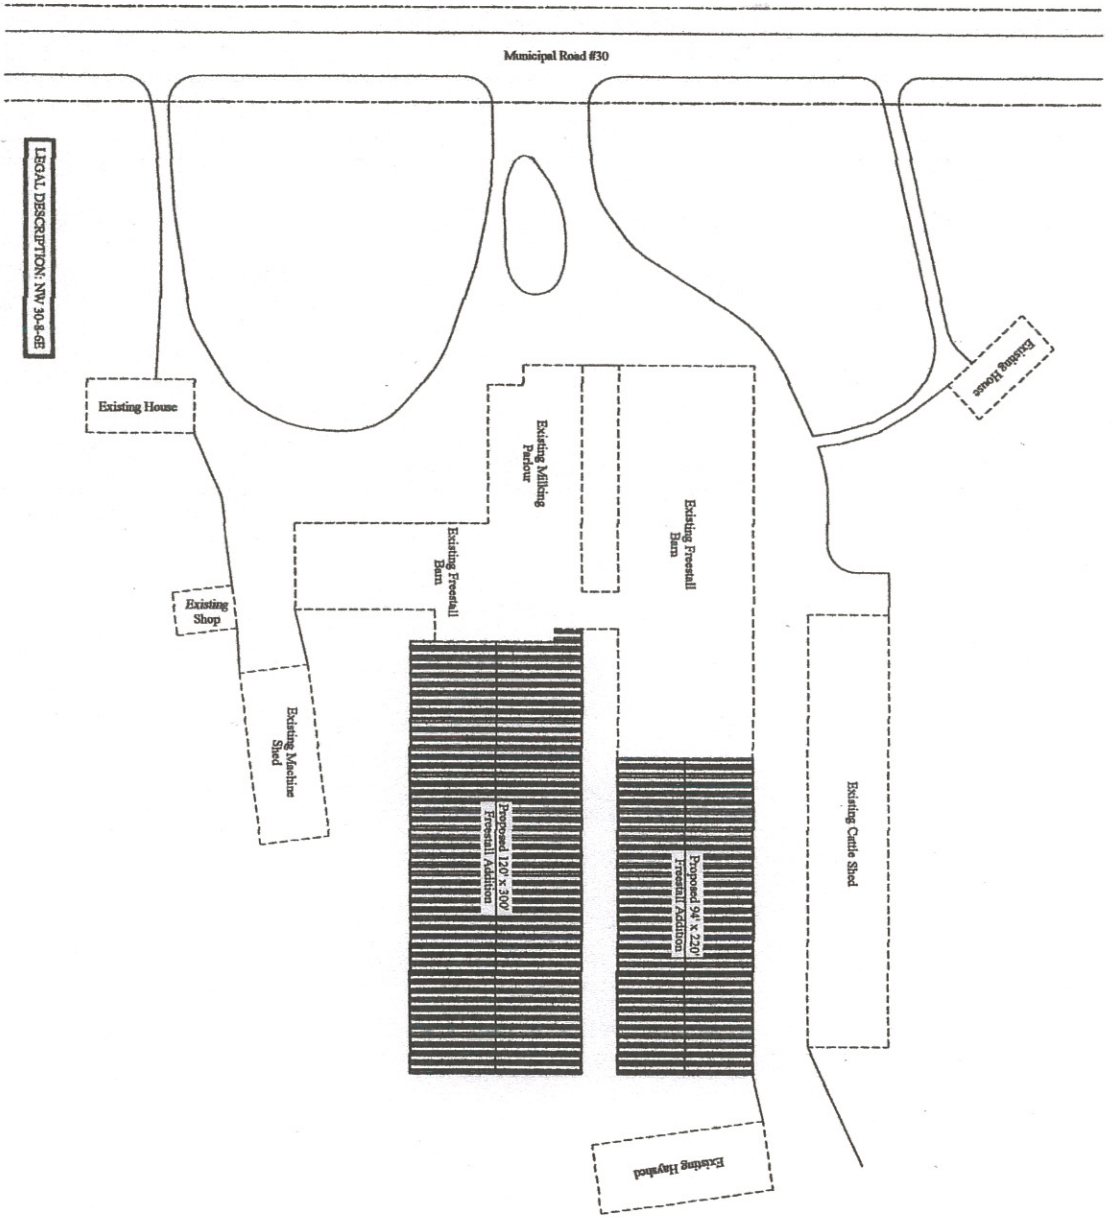 Municipal Road #30
LEGAL DESCRIPTION: NW 30-8-6E
Existing House
Existing House
Existing Milking
Parlour
Existing Freestall
Barn
Existing Freestall
Barn
Existing
Shop
Existing Machine
Shed
Existing Cattle Shed
Proposed 120' x 300'
Freestall Addition
Proposed 94' x 220'
Freestall Addition
Existing Hayshed